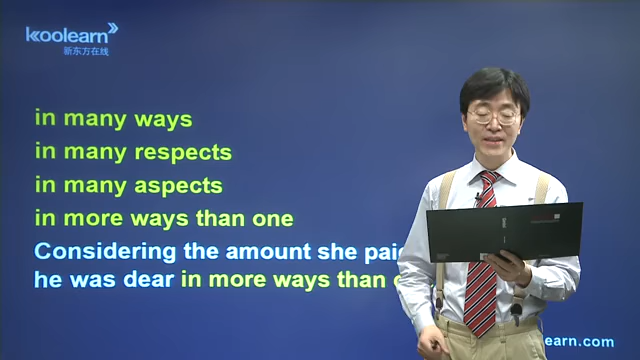 koolearn
新东方在线
in many ways
in many respects
in many aspects
in more ways than one
Considering the amount she paid
he was dear in more ways than
earn.com